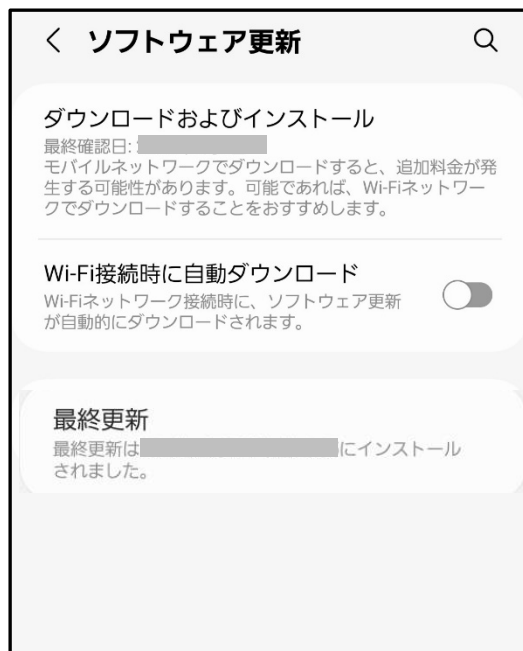 ソフトウェア更新
ダウンロードおよびインストール
最終確認日:
モバイルネットワークでダウンロードすると、追加料金が発
生する可能性があります。可能であれば、Wi-Fiネットワー
クでダウンロードすることをおすすめします。
Wi-Fi接続時に自動ダウンロード
Wi-Fiネットワーク接続時に、ソフトウェア更新
が自動的にダウンロードされます。
最終更新
最終更新は にインストール
されました。